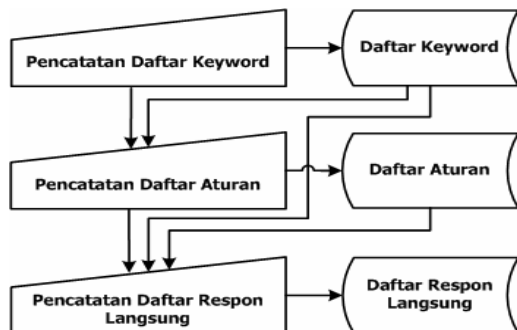 Pencatatan Daftar Keyword
Daftar Keyword
Pencatatan Daftar Aturan
Daftar Aturan
Pencatatan Daftar Respon
Langsung
Daftar Respon
Langsung